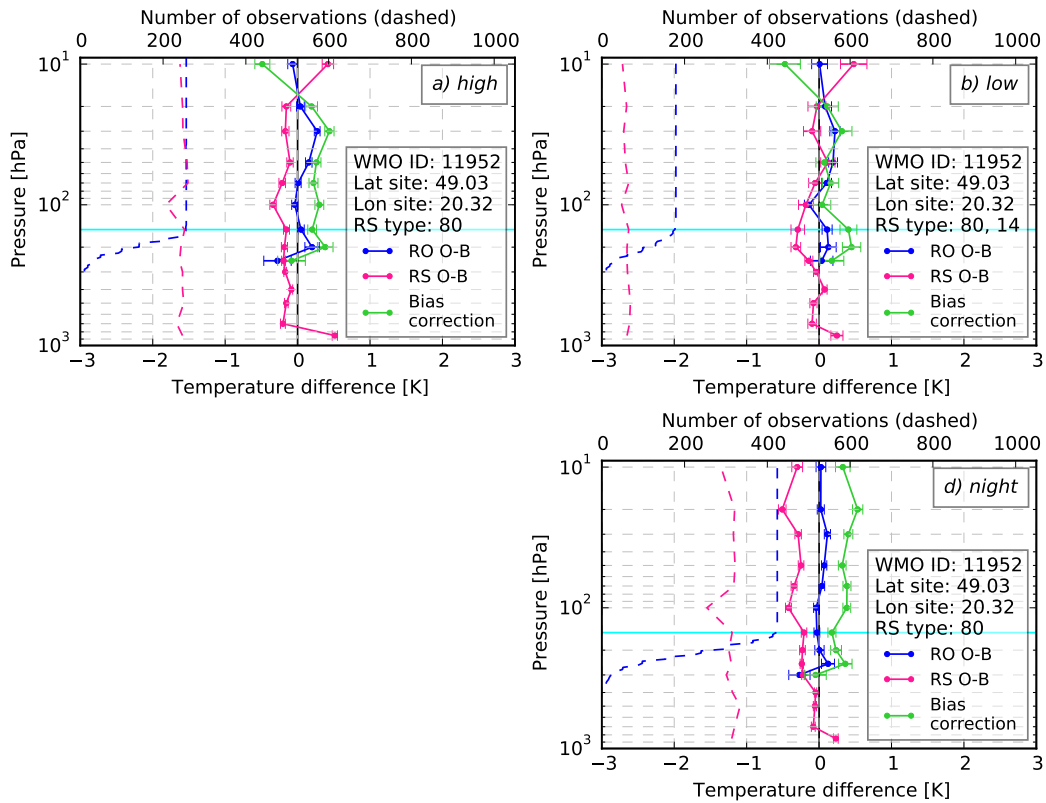 Number of observations (dashed)
0 200 400 600 800 1000
a) high
10¹
10²
10³
Pressure [hPa]
WMO ID: 11952
Lat site: 49.03
Lon site: 20.32
RS type: 80
RO O-B
RS O-B
Bias
correction
−3 −2 −1 0 1 2 3
Temperature difference [K]
Number of observations (dashed)
0 200 400 600 800 1000
b) low
10¹
10²
10³
Pressure [hPa]
WMO ID: 11952
Lat site: 49.03
Lon site: 20.32
RS type: 80, 14
RO O-B
RS O-B
Bias
correction
−3 −2 −1 0 1 2 3
Temperature difference [K]
Number of observations (dashed)
0 200 400 600 800 1000
d) night
10¹
10²
10³
Pressure [hPa]
WMO ID: 11952
Lat site: 49.03
Lon site: 20.32
RS type: 80
RO O-B
RS O-B
Bias
correction
−3 −2 −1 0 1 2 3
Temperature difference [K]